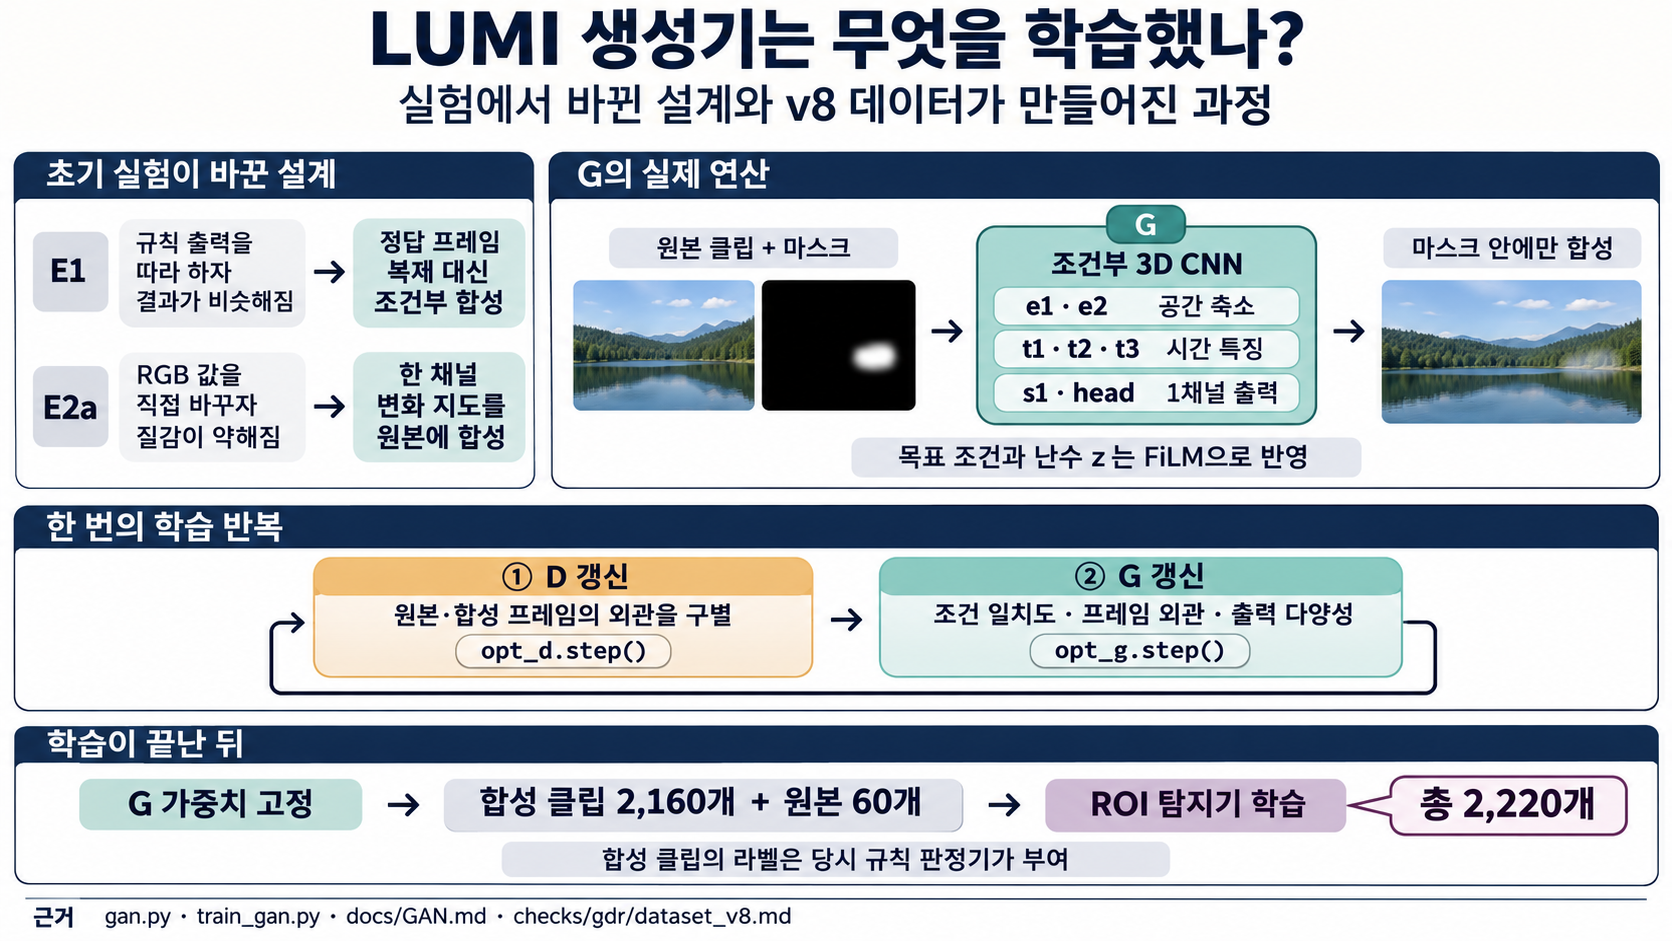 LUMI 생성기는 무엇을 학습했나?
실험에서 바뀐 설계와 v8 데이터가 만들어진 과정
초기 실험이 바꾼 설계
E1
규칙 출력을
따라 하자
결과가 비슷해짐
정답 프레임
복제 대신
조건부 합성
E2a
RGB 값을
직접 바꾸자
질감이 약해짐
한 채널
변화 지도를
원본에 합성
G의 실제 연산
원본 클립 + 마스크
G
조건부 3D CNN
e1 · e2 공간 축소
t1 · t2 · t3 시간 특징
s1 · head 1채널 출력
마스크 안에만 합성
목표 조건과 난수 z 는 FiLM으로 반영
한 번의 학습 반복
① D 갱신
원본·합성 프레임의 외관을 구별
opt_d.step()
② G 갱신
조건 일치도 · 프레임 외관 · 출력 다양성
opt_g.step()
학습이 끝난 뒤
G 가중치 고정
합성 클립 2,160개 + 원본 60개
ROI 탐지기 학습
총 2,220개
합성 클립의 라벨은 당시 규칙 판정기가 부여
근거 gan.py · train_gan.py · docs/GAN.md · checks/gdr/dataset_v8.md